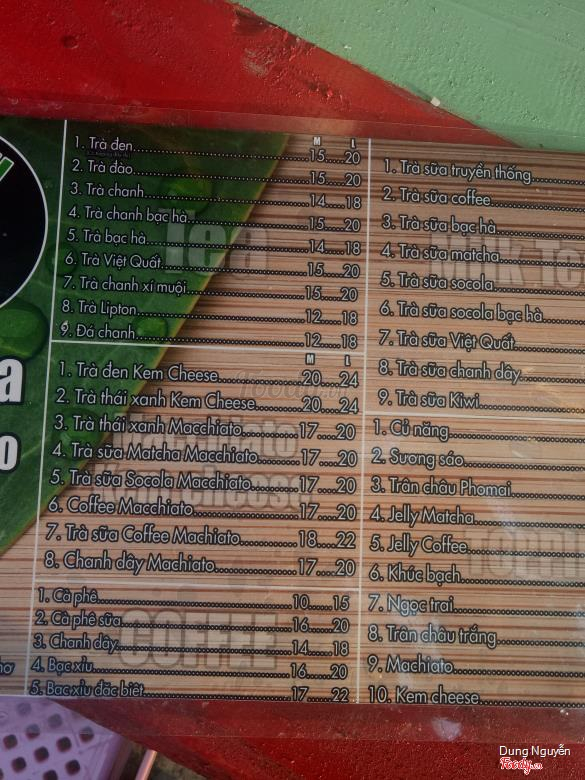 M L
1. Trà đen 15 20
2. Trà đào 15 20
3. Trà chanh 14 18
4. Trà chanh bạc hà 15 20
5. Trà bạc hà 14 18
6. Trà Việt Quất 15 20
7. Trà chanh xí muội 15 20
8. Trà Lipton 12 18
9. Đá chanh 12 18
Tea
M L
1. Trà đen Kem Cheese 20 24
2. Trà thái xanh Kem Cheese 20 24
3. Trà thái xanh Macchiato 17 20
4. Trà sữa Matcha Macchiato 17 20
5. Trà sữa Socola Macchiato 17 20
6. Coffee Macchiato 17 20
7. Trà sữa Coffee Machiato 18 22
8. Chanh dây Machiato 17 20
1. Cà phê 10 15
2. Cà phê sữa 16 20
3. Chanh dây 14 18
4. Bạc xỉu 16 20
5. Bạc xỉu đặc biệt 17 22
COFFEE
1. Trà sữa truyền thống
2. Trà sữa coffee
3. Trà sữa bạc hà
4. Trà sữa matcha
5. Trà sữa socola
6. Trà sữa socola bạc hà
7. Trà sữa Việt Quất
8. Trà sữa chanh dây
9. Trà sữa Kiwi
Milk
1. Củ năng
2. Sương sáo
3. Trân châu Phomai
4. Jelly Matcha
5. Jelly Coffee
6. Khúc bạch
7. Ngọc trai
8. Trân châu trắng
9. Machiato
10. Kem cheese
Dung Nguyễn
Foody.vn